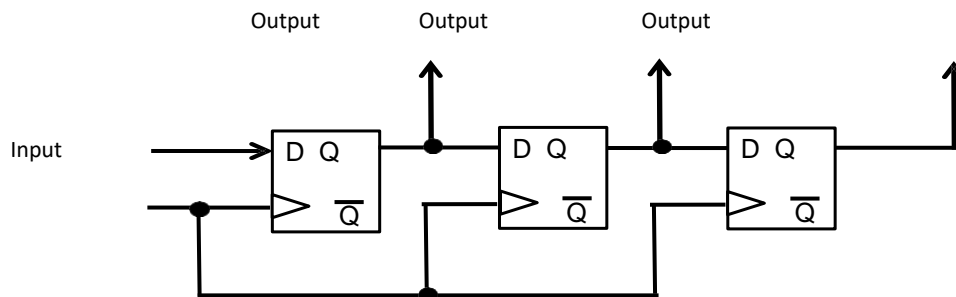 Output Output Output
Input
D Q D Q D Q
Q̅ Q̅ Q̅